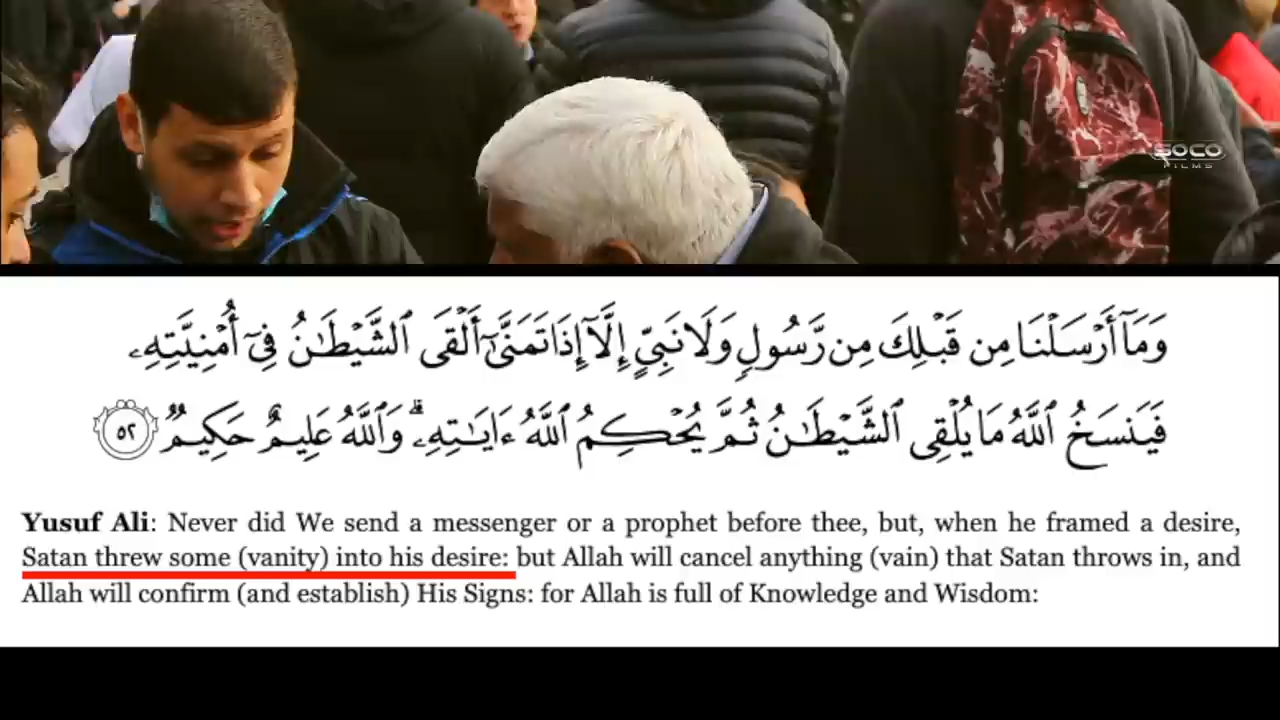 SOCO
FILMS
وَمَآ أَرْسَلْنَا مِن قَبْلِكَ مِن رَّسُولٍ وَلَا نَبِىٍّ إِلَّآ إِذَا تَمَنَّىٰٓ أَلْقَى ٱلشَّيْطَـٰنُ فِىٓ أُمْنِيَّتِهِۦ
فَيَنسَخُ ٱللَّهُ مَا يُلْقِى ٱلشَّيْطَـٰنُ ثُمَّ يُحْكِمُ ٱللَّهُ ءَايَـٰتِهِۦ ۗ وَٱللَّهُ عَلِيمٌ حَكِيمٌ ٥٢
Yusuf Ali: Never did We send a messenger or a prophet before thee, but, when he framed a desire,
Satan threw some (vanity) into his desire: but Allah will cancel anything (vain) that Satan throws in, and
Allah will confirm (and establish) His Signs: for Allah is full of Knowledge and Wisdom: